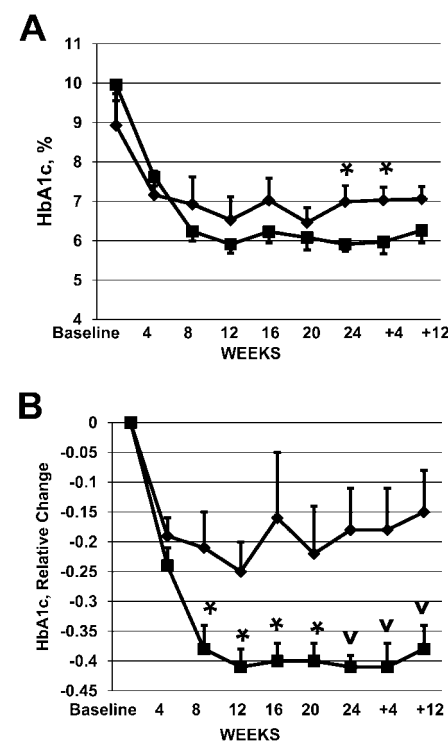 A
11
10
9
8
7
6
5
4
HbA1c, %
* *
Baseline 4 8 12 16 20 24 +4 +12
WEEKS
B
0
-0.05
-0.1
-0.15
-0.2
-0.25
-0.3
-0.35
-0.4
-0.45
HbA1c, Relative Change
* * * * v v v
Baseline 4 8 12 16 20 24 +4 +12
WEEKS